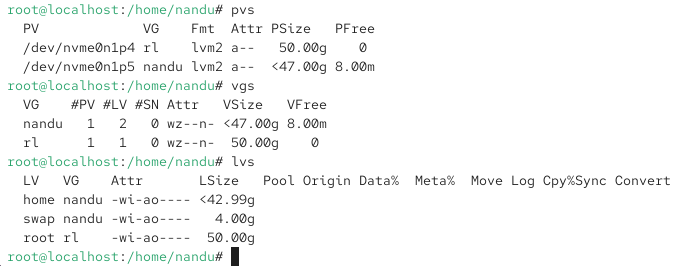 root@localhost:/home/nandu# pvs
  PV             VG    Fmt  Attr PSize   PFree
  /dev/nvme0n1p4 rl    lvm2 a--   50.00g    0
  /dev/nvme0n1p5 nandu lvm2 a--  <47.00g 8.00m
root@localhost:/home/nandu# vgs
  VG    #PV #LV #SN Attr   VSize   VFree
  nandu   1   2   0 wz--n- <47.00g 8.00m
  rl      1   1   0 wz--n-  50.00g    0
root@localhost:/home/nandu# lvs
  LV   VG    Attr       LSize   Pool Origin Data%  Meta%  Move Log Cpy%Sync Convert
  home nandu -wi-ao---- <42.99g
  swap nandu -wi-ao----   4.00g
  root rl    -wi-ao----  50.00g
root@localhost:/home/nandu#